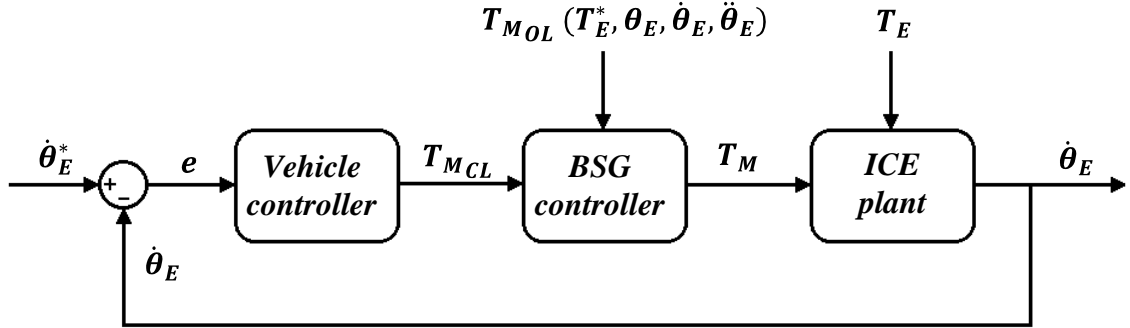 T_{M_{OL}} (T_E^*, θ_E, θ̇_E, θ̈_E)
T_E
θ̇_E^*
+
−
e
Vehicle
controller
T_{M_{CL}}
BSG
controller
T_M
ICE
plant
θ̇_E
θ̇_E